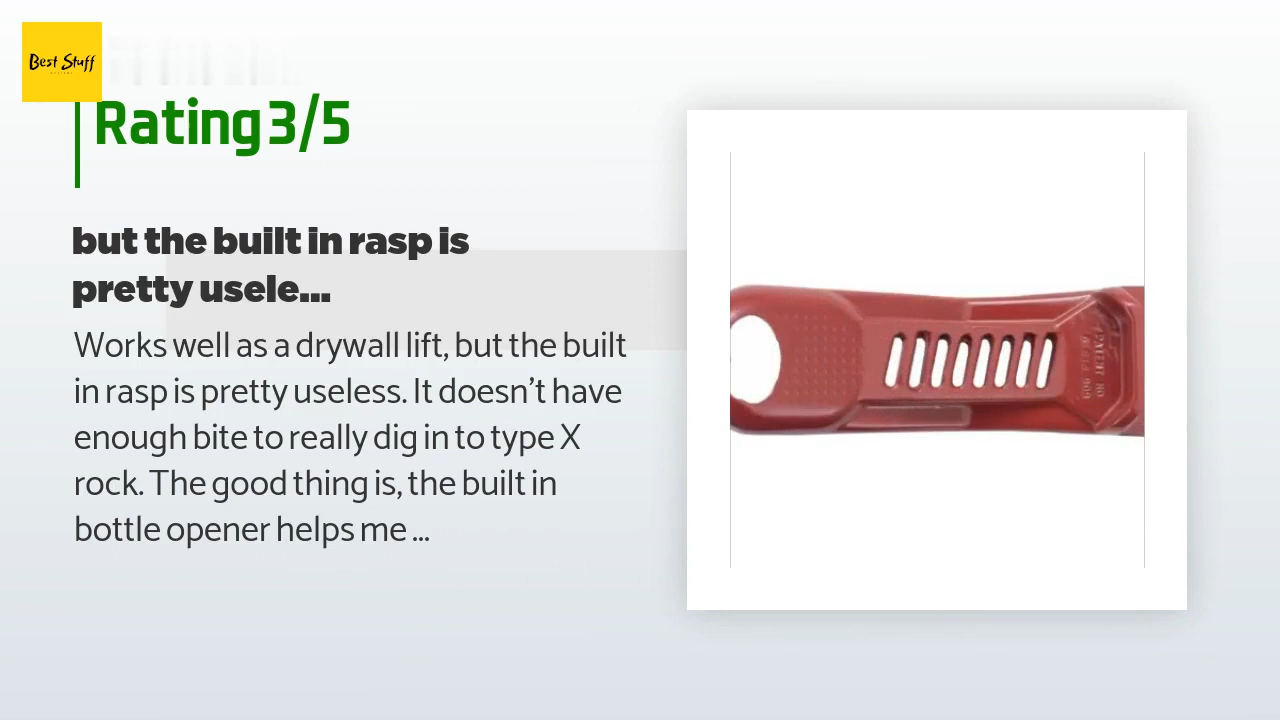 Best Stuff
Rating 3/5
but the built in rasp is
pretty usele...
Works well as a drywall lift, but the built
in rasp is pretty useless. It doesn't have
enough bite to really dig in to type X
rock. The good thing is, the built in
bottle opener helps me ...
PATENT NO